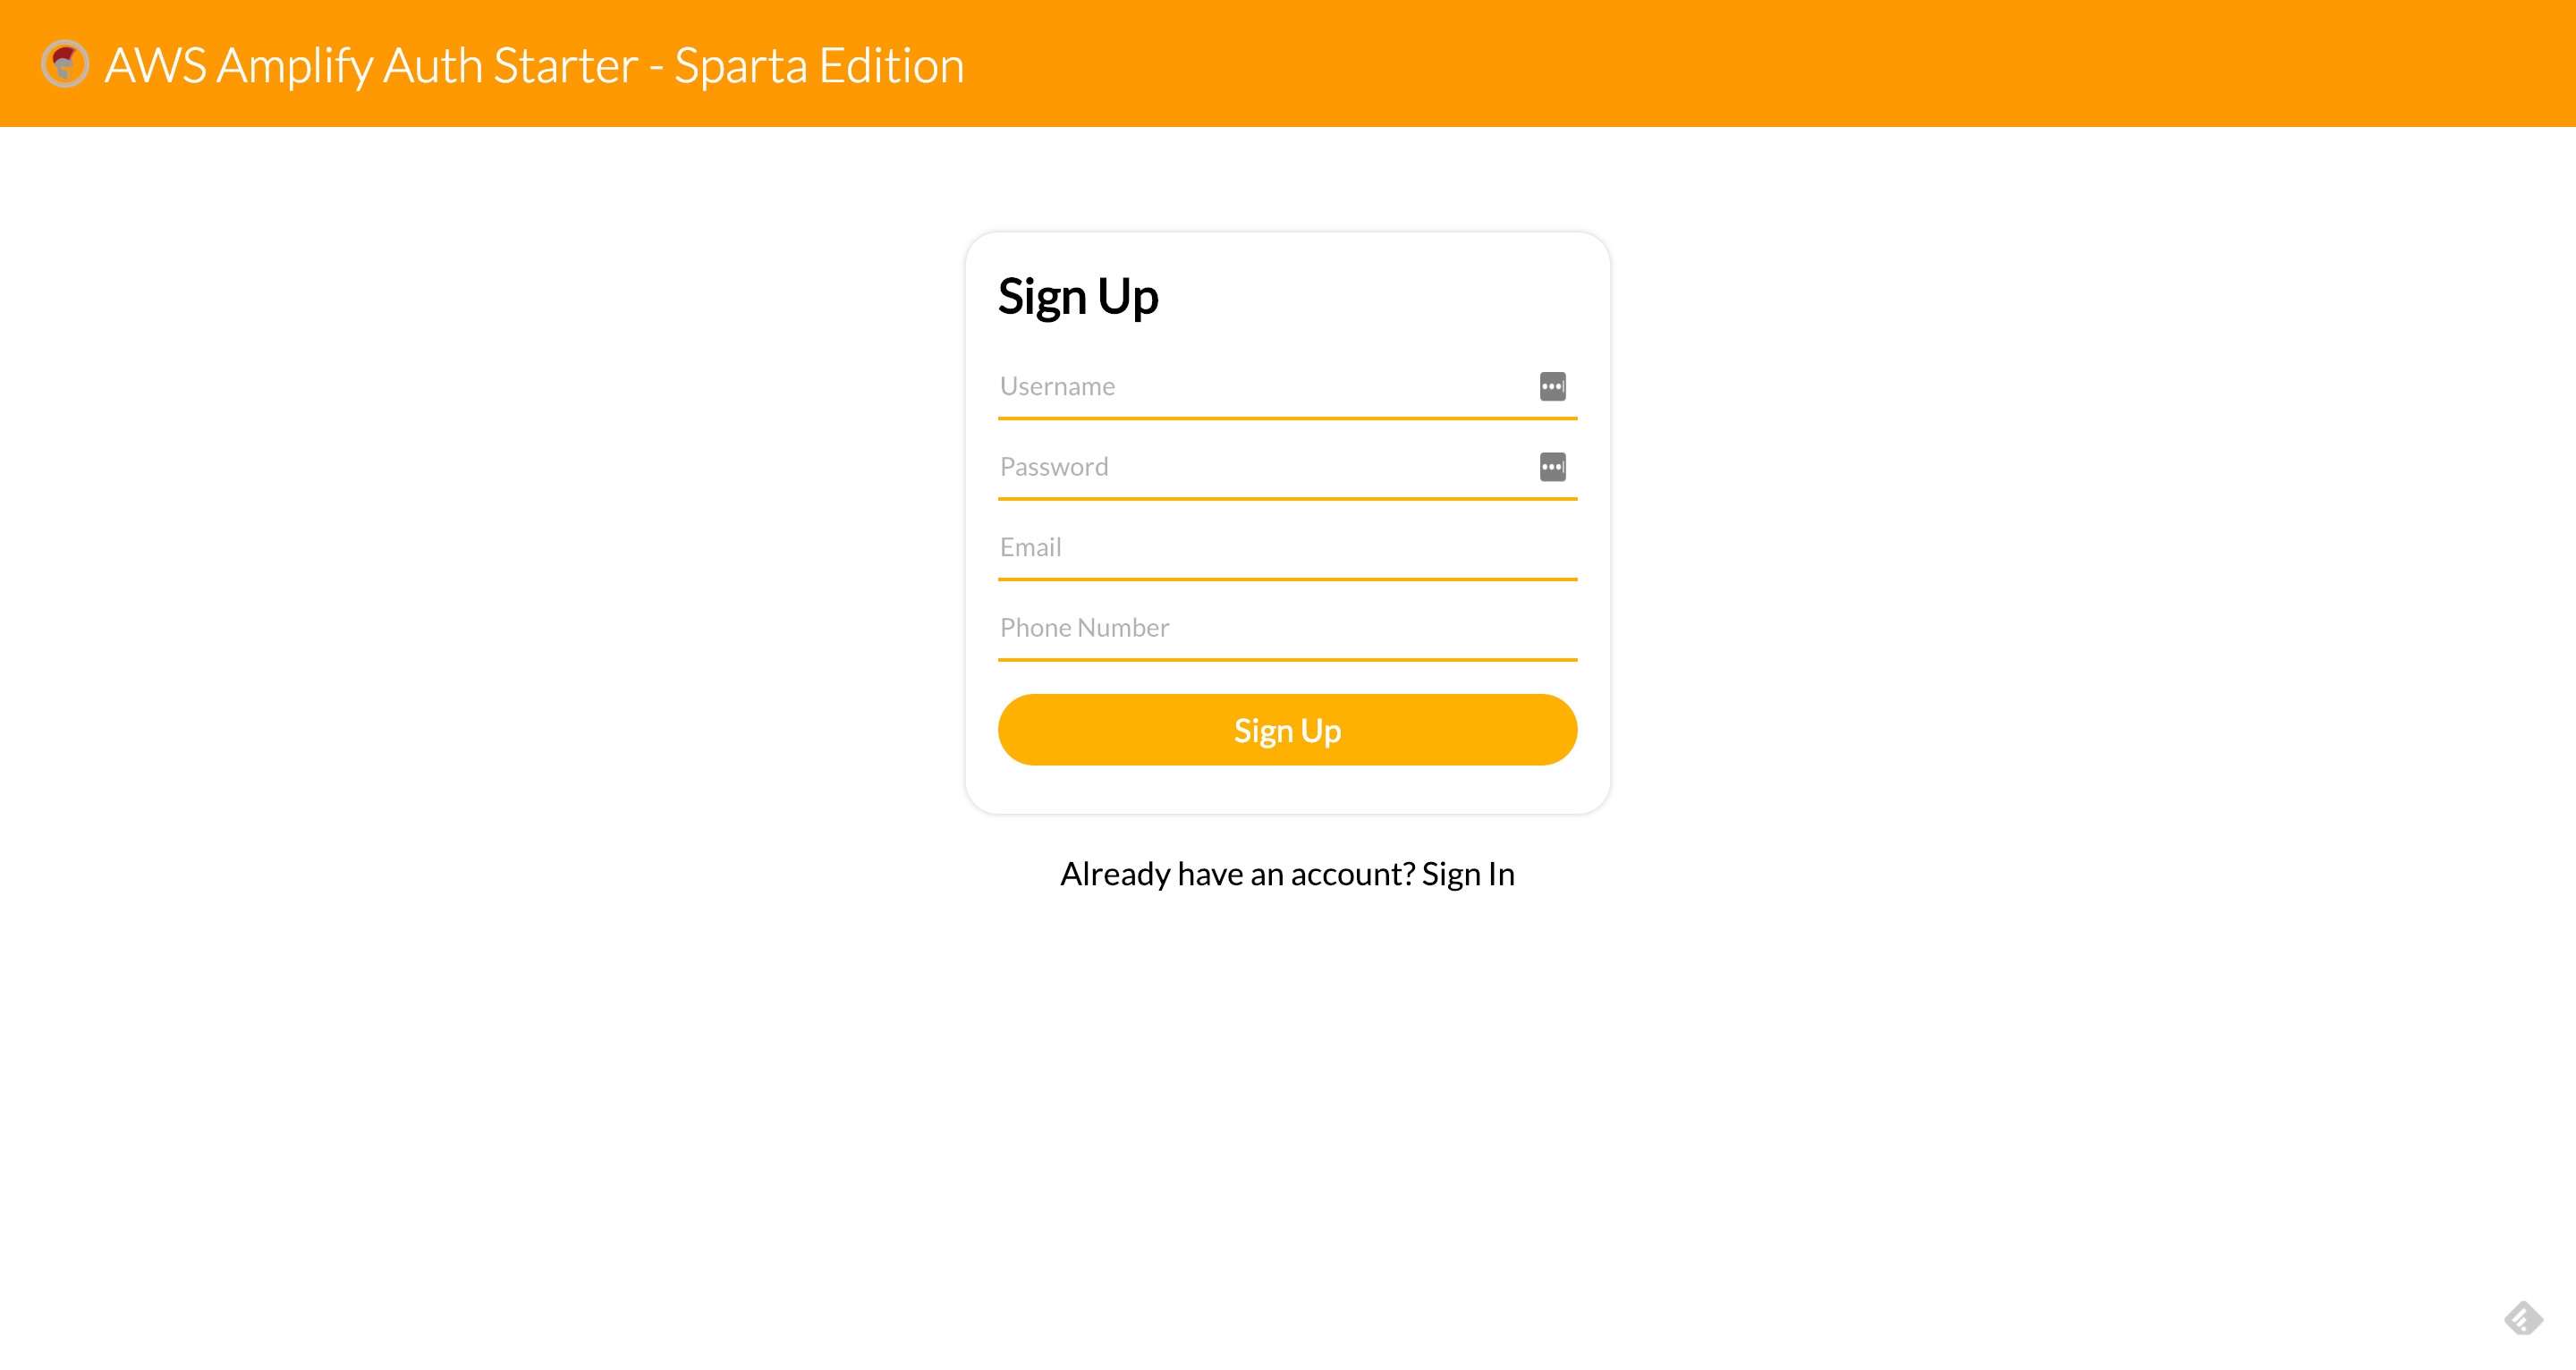 AWS Amplify Auth Starter - Sparta Edition
Sign Up
Username
Password
Email
Phone Number
Sign Up
Already have an account? Sign In